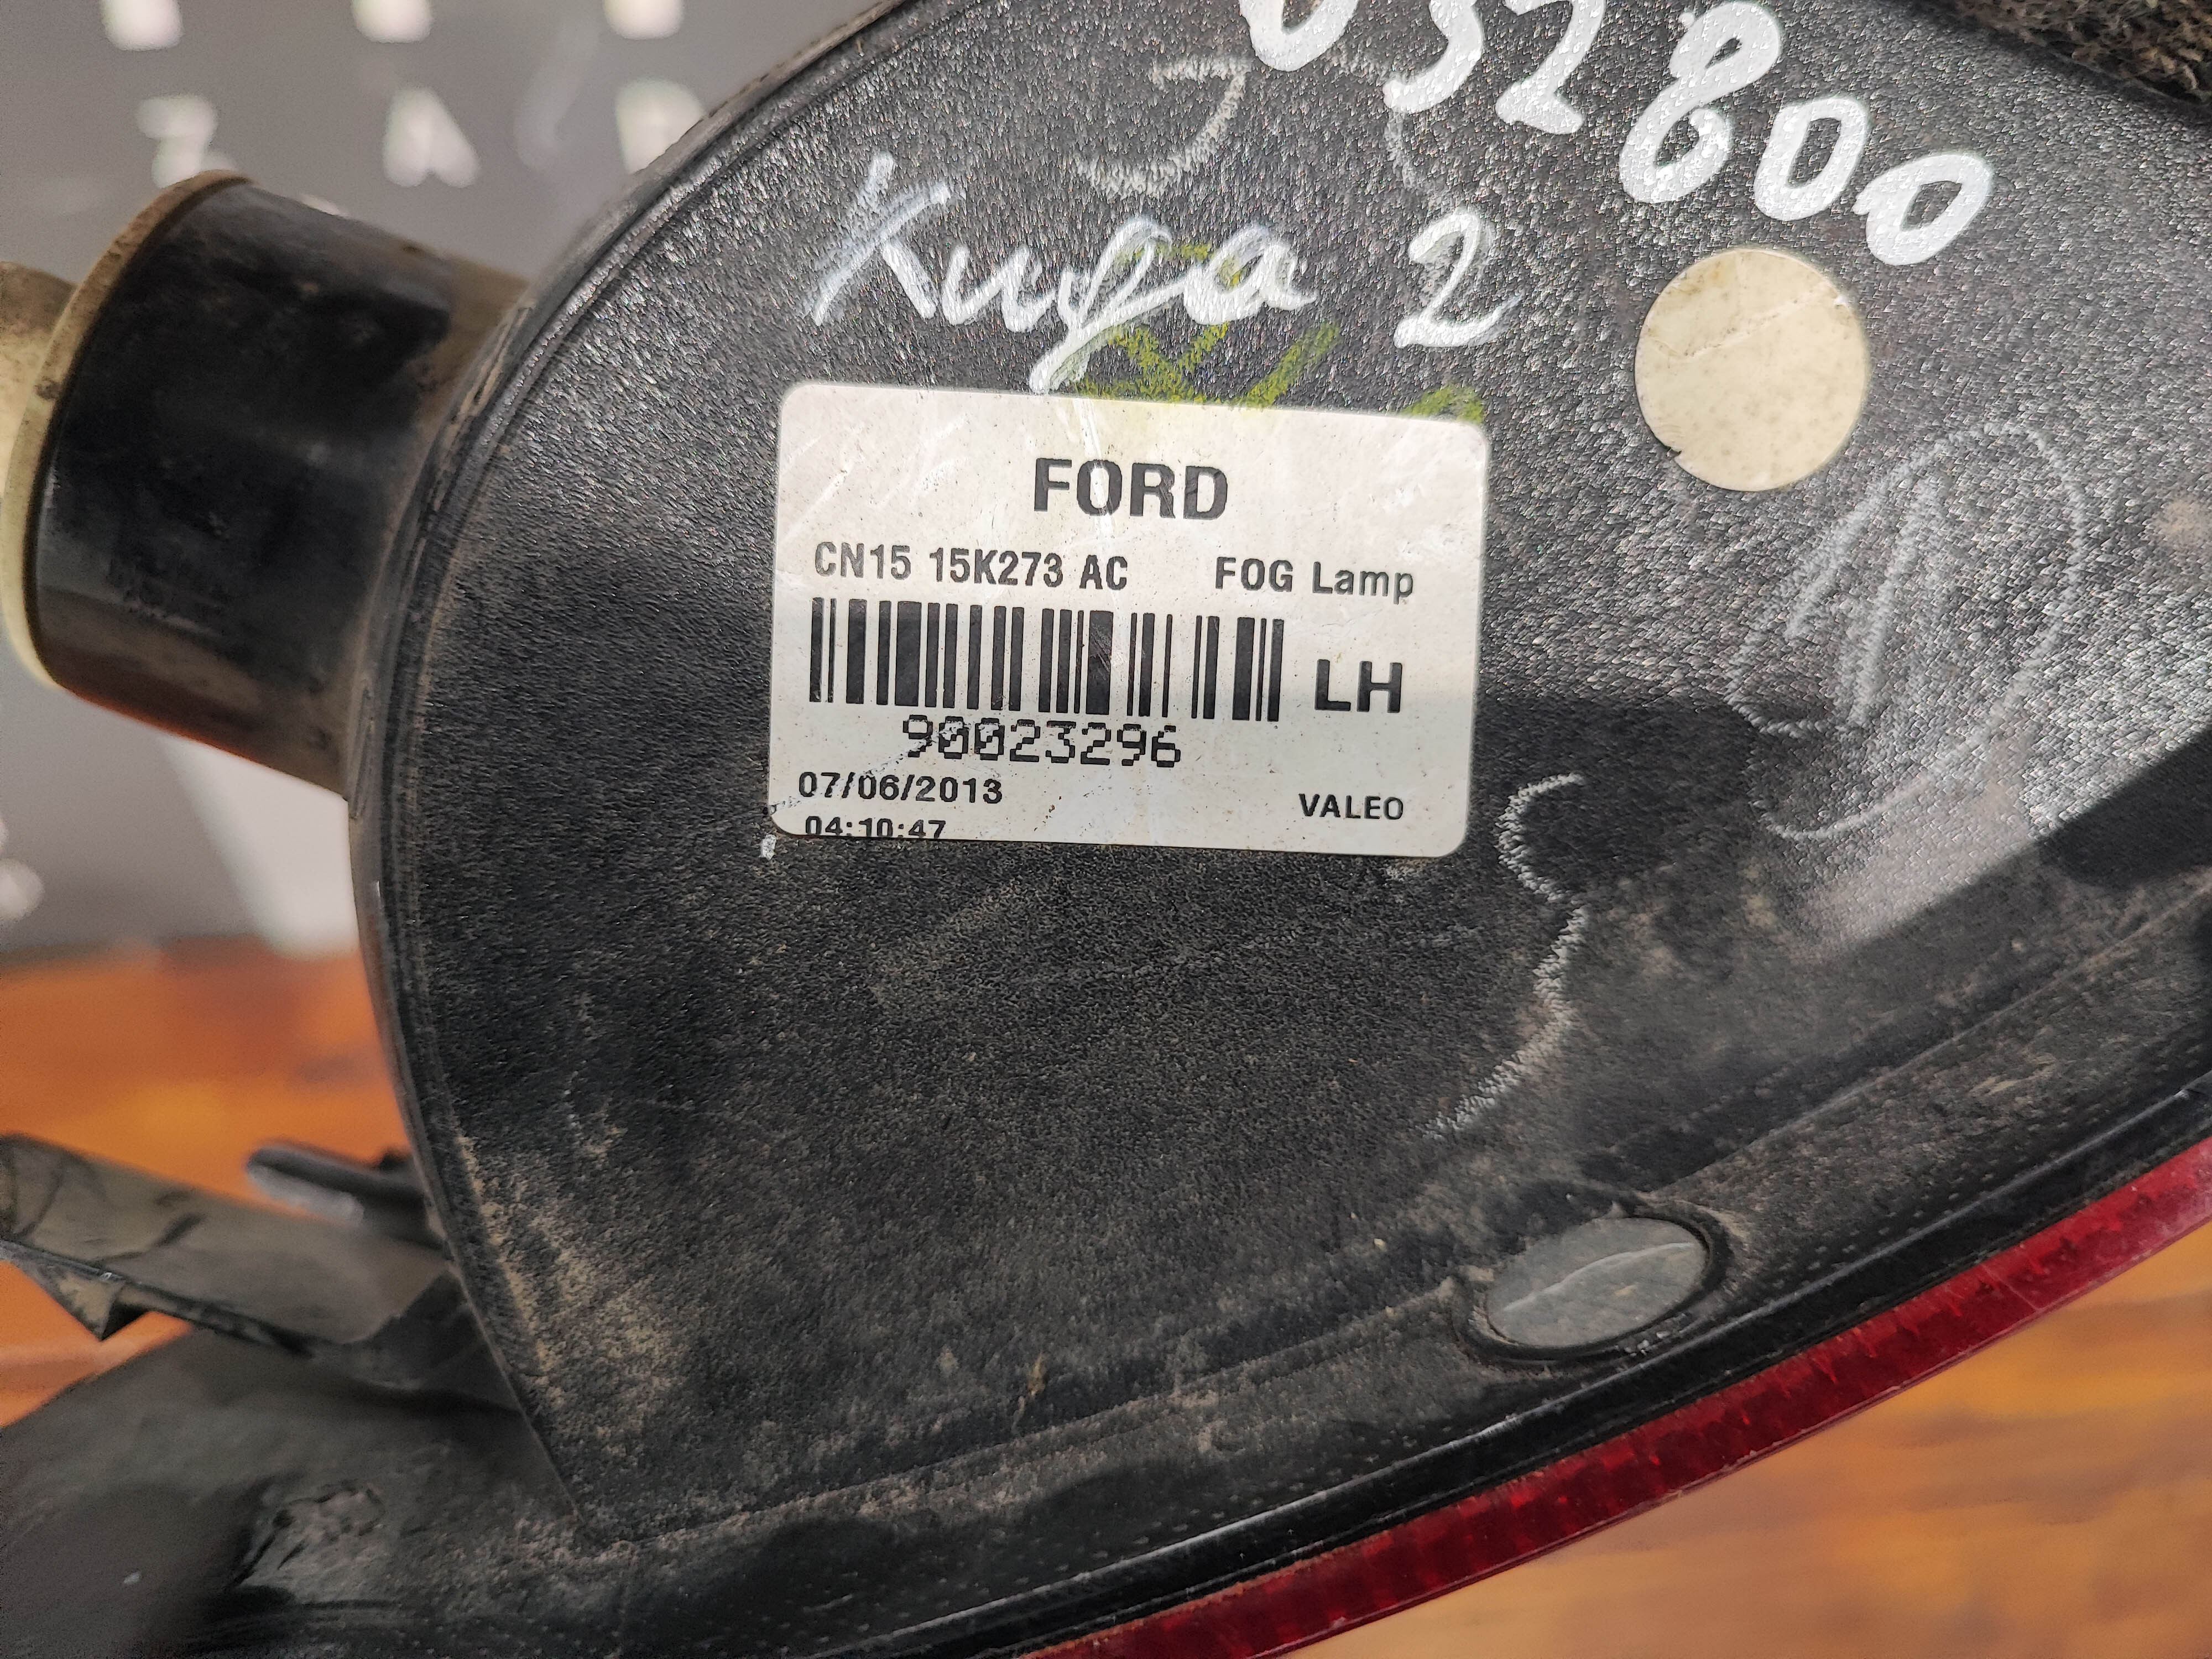 032800
Kuga 2
FORD
CN15 15K273 AC FOG Lamp
LH
90023296
07/06/2013 VALEO
04:10:47